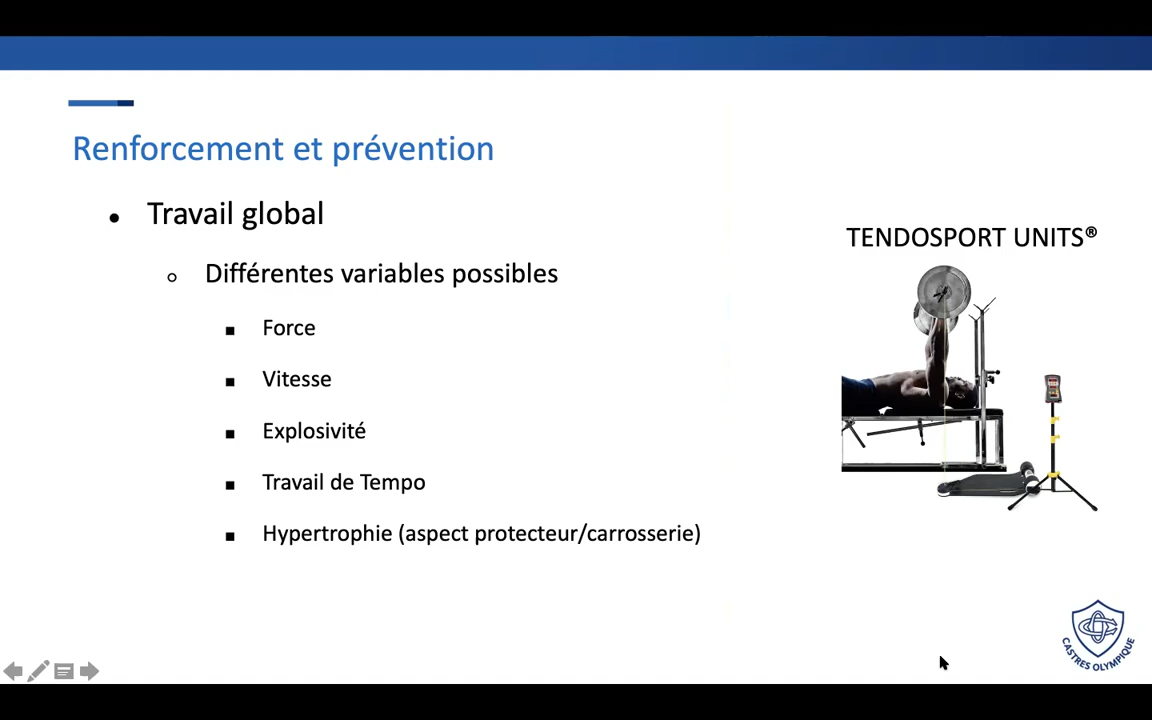 Renforcement et prévention
Travail global
Différentes variables possibles
Force
Vitesse
Explosivité
Travail de Tempo
Hypertrophie (aspect protecteur/carrosserie)
TENDOSPORT UNITS®
CASTRES OLYMPIQUE